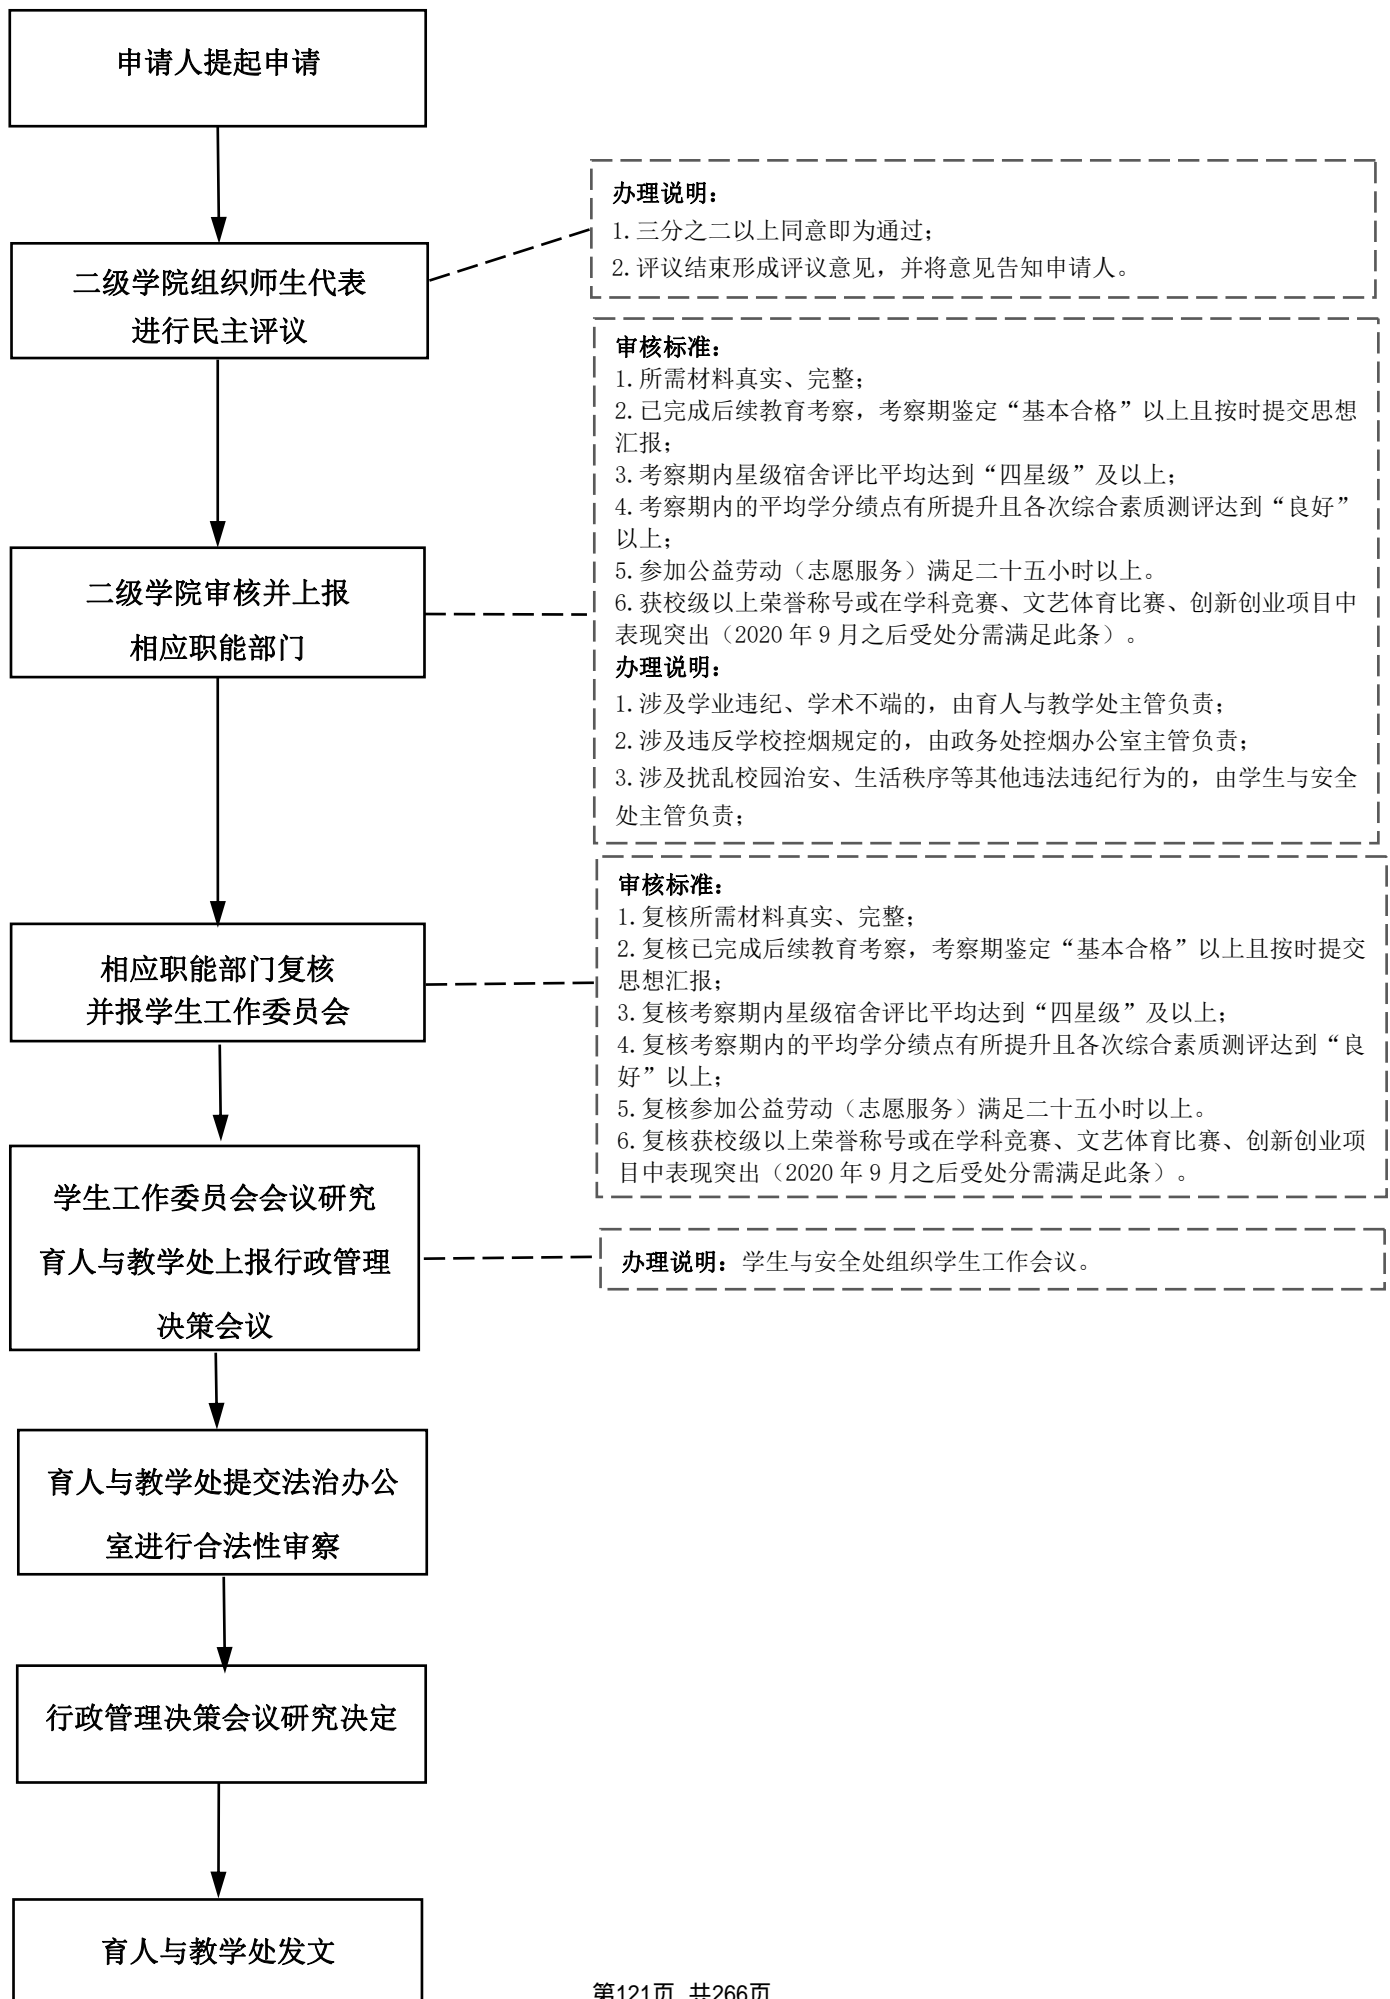 申请人提起申请
办理说明：
1.三分之二以上同意即为通过；
2.评议结束形成评议意见，并将意见告知申请人。
二级学院组织师生代表
进行民主评议
审核标准：
1.所需材料真实、完整；
2.已完成后续教育考察，考察期鉴定“基本合格”以上且按时提交思想
汇报；
3.考察期内星级宿舍评比平均达到“四星级”及以上；
4.考察期内的平均学分绩点有所提升且各次综合素质测评达到“良好”
以上；
5.参加公益劳动（志愿服务）满足二十五小时以上。
6.获校级以上荣誉称号或在学科竞赛、文艺体育比赛、创新创业项目中
表现突出（2020年9月之后受处分需满足此条）。
办理说明：
1.涉及学业违纪、学术不端的，由育人与教学处主管负责；
2.涉及违反学校控烟规定的，由政务处控烟办公室主管负责；
3.涉及扰乱校园治安、生活秩序等其他违法违纪行为的，由学生与安全
处主管负责；
二级学院审核并上报
相应职能部门
审核标准：
1.复核所需材料真实、完整；
2.复核已完成后续教育考察，考察期鉴定“基本合格”以上且按时提交
思想汇报；
3.复核考察期内星级宿舍评比平均达到“四星级”及以上；
4.复核考察期内的平均学分绩点有所提升且各次综合素质测评达到“良
好”以上；
5.复核参加公益劳动（志愿服务）满足二十五小时以上。
6.复核获校级以上荣誉称号或在学科竞赛、文艺体育比赛、创新创业项
目中表现突出（2020年9月之后受处分需满足此条）。
相应职能部门复核
并报学生工作委员会
学生工作委员会会议研究
育人与教学处上报行政管理
决策会议
办理说明：学生与安全处组织学生工作会议。
育人与教学处提交法治办公
室进行合法性审察
行政管理决策会议研究决定
育人与教学处发文
第121页 共266页